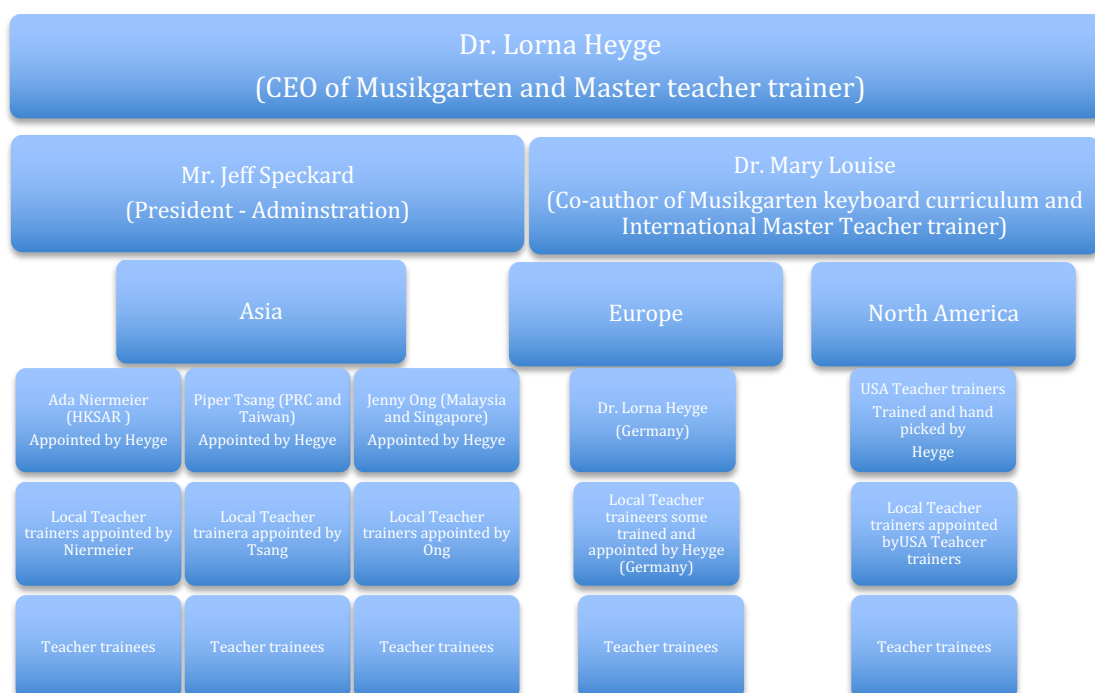 Dr. Lorna Heyge
(CEO of Musikgarten and Master teacher trainer)
Mr. Jeff Speckard
(President - Adminstration)
Dr. Mary Louise
(Co-author of Musikgarten keyboard curriculum and
International Master Teacher trainer)
Asia
Europe
North America
Ada Niermeier
(HKSAR )
Appointed by Heyge
Piper Tsang (PRC and
Taiwan)
Appointed by Hegye
Jenny Ong (Malaysia
and Singapore)
Appointed by Hegye
Dr. Lorna Heyge
(Germany)
USA Teacher trainers
Trained and hand
picked by
Heyge
Local Teacher
trainers appointed by
Niermeier
Local Teacher
trainera appointed by
Tsang
Local Teacher
trainers appointed by
Ong
Local Teacher
traineers some
trained and
appointed by Heyge
(Germany)
Local Teacher
trainers appointed
byUSA Teahcer
trainers
Teacher trainees
Teacher trainees
Teacher trainees
Teacher trainees
Teacher trainees